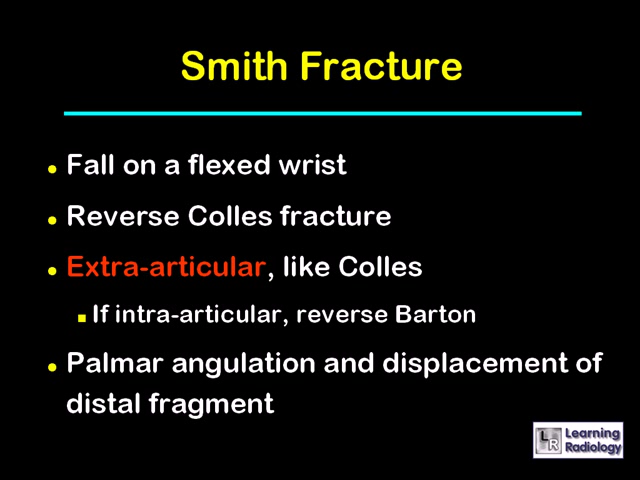 Smith Fracture
Fall on a flexed wrist
Reverse Colles fracture
Extra-articular, like Colles
If intra-articular, reverse Barton
Palmar angulation and displacement of
distal fragment
LR Learning
Radiology